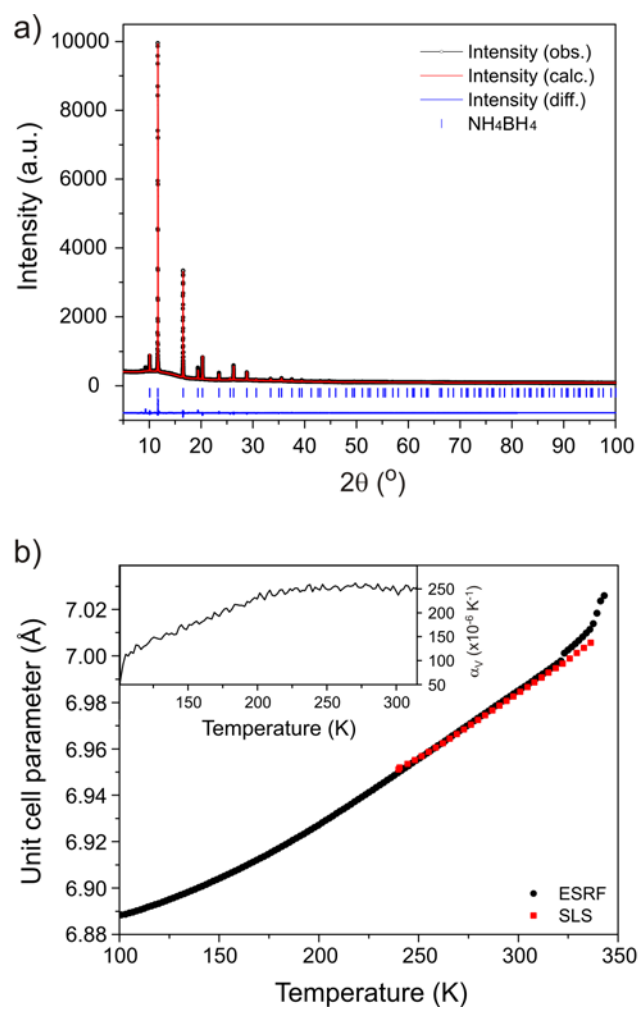 a)
10000
8000
6000
4000
2000
0
Intensity (a.u.)
Intensity (obs.)
Intensity (calc.)
Intensity (diff.)
NH₄BH₄
10 20 30 40 50 60 70 80 90 100
2θ (°)
b)
7.02
7.00
6.98
6.96
6.94
6.92
6.90
6.88
Unit cell parameter (Å)
250
200
150
100
50
αV (x10⁻⁶ K⁻¹)
150 200 250 300
Temperature (K)
ESRF
SLS
100 150 200 250 300 350
Temperature (K)